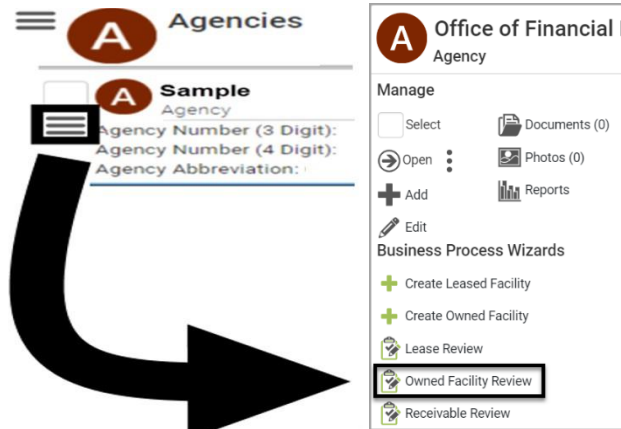 A Agencies
A Sample
Agency
Agency Number (3 Digit):
Agency Number (4 Digit):
Agency Abbreviation:
A Office of Financial
Agency
Manage
Select Documents (0)
Open Photos (0)
Add Reports
Edit
Business Process Wizards
Create Leased Facility
Create Owned Facility
Lease Review
Owned Facility Review
Receivable Review